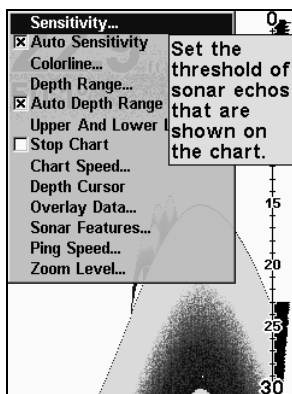 Sensitivity...
Auto Sensitivity
Colorline...
Depth Range...
Auto Depth Range
Upper And Lower
Stop Chart
Chart Speed...
Depth Cursor
Overlay Data...
Sonar Features...
Ping Speed...
Zoom Level...
Set the
threshold of
sonar echos
that are
shown on
the chart.
0
15
20
25
30